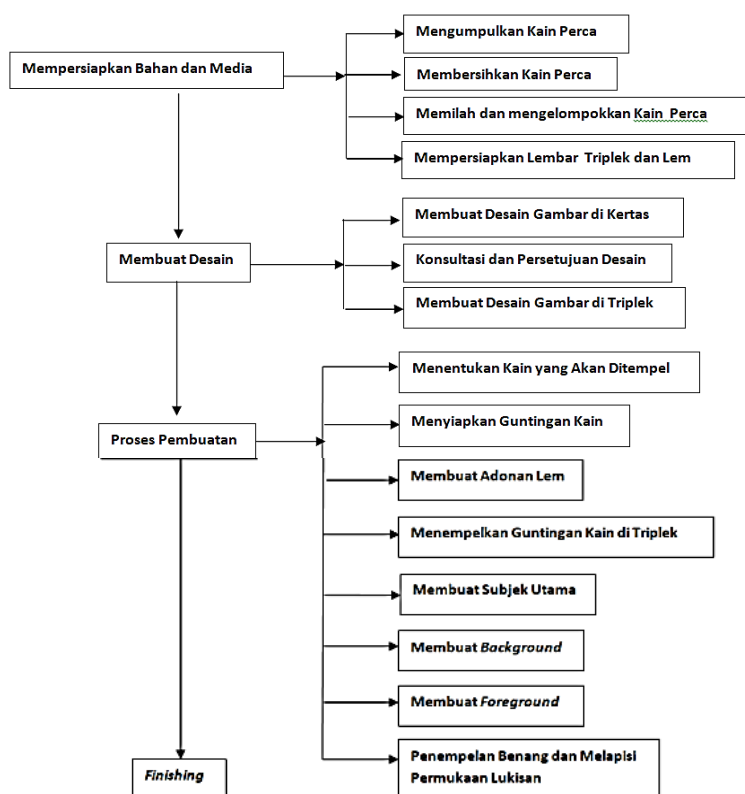 Mempersiapkan Bahan dan Media
Mengumpulkan Kain Perca
Membersihkan Kain Perca
Memilah dan mengelompokkan Kain Perca
Mempersiapkan Lembar Triplek dan Lem
Membuat Desain
Membuat Desain Gambar di Kertas
Konsultasi dan Persetujuan Desain
Membuat Desain Gambar di Triplek
Proses Pembuatan
Menentukan Kain yang Akan Ditempel
Menyiapkan Guntingan Kain
Membuat Adonan Lem
Menempelkan Guntingan Kain di Triplek
Membuat Subjek Utama
Membuat Background
Membuat Foreground
Penempelan Benang dan Melapisi
Permukaan Lukisan
Finishing